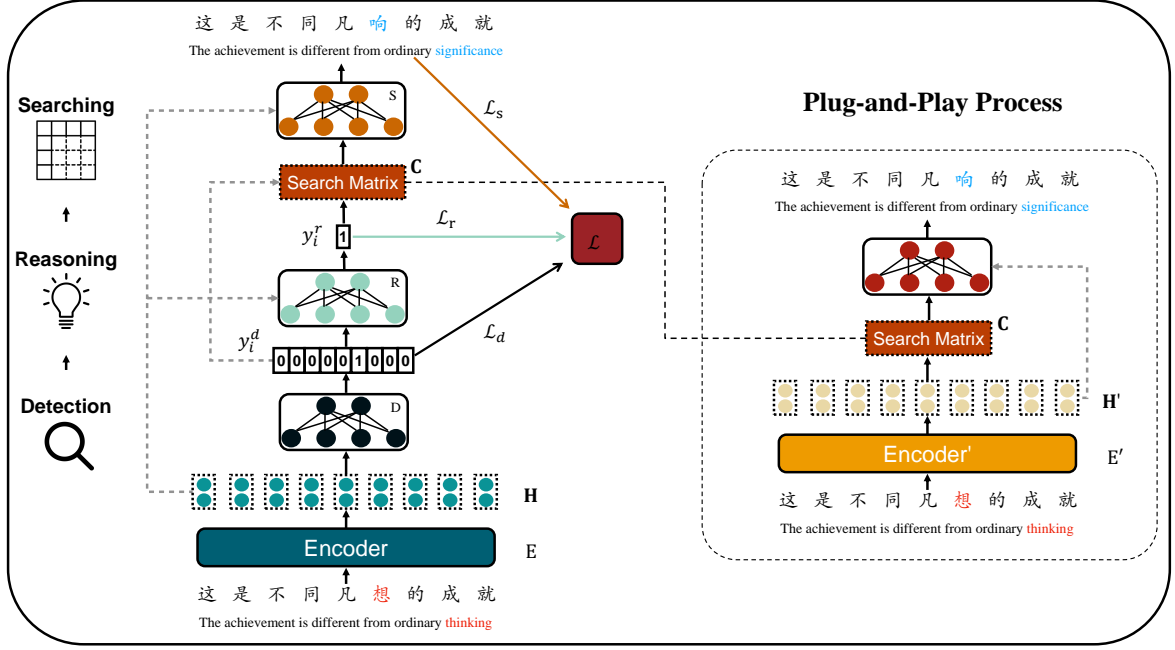 这是不同凡响的成就
The achievement is different from ordinary significance
S
C
Search Matrix
y_i^r
1
ℒ_r
ℒ_s
ℒ
R
y_i^d
0 0 0 0 0 1 0 0 0
ℒ_d
D
H
Encoder
E
这是不同凡想的成就
The achievement is different from ordinary thinking
Searching
Reasoning
Detection
Plug-and-Play Process
这是不同凡响的成就
The achievement is different from ordinary significance
C
Search Matrix
H'
Encoder'
E'
这是不同凡想的成就
The achievement is different from ordinary thinking